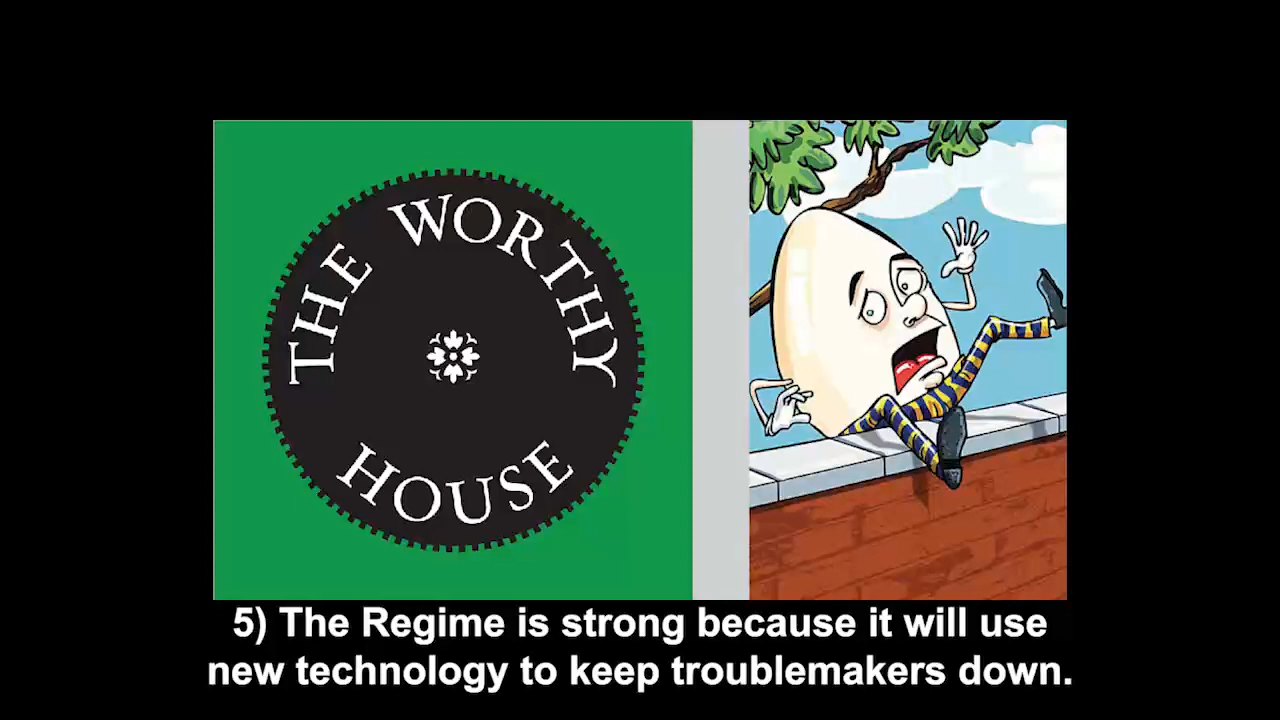 THE WORTHY
HOUSE
5) The Regime is strong because it will use
new technology to keep troublemakers down.